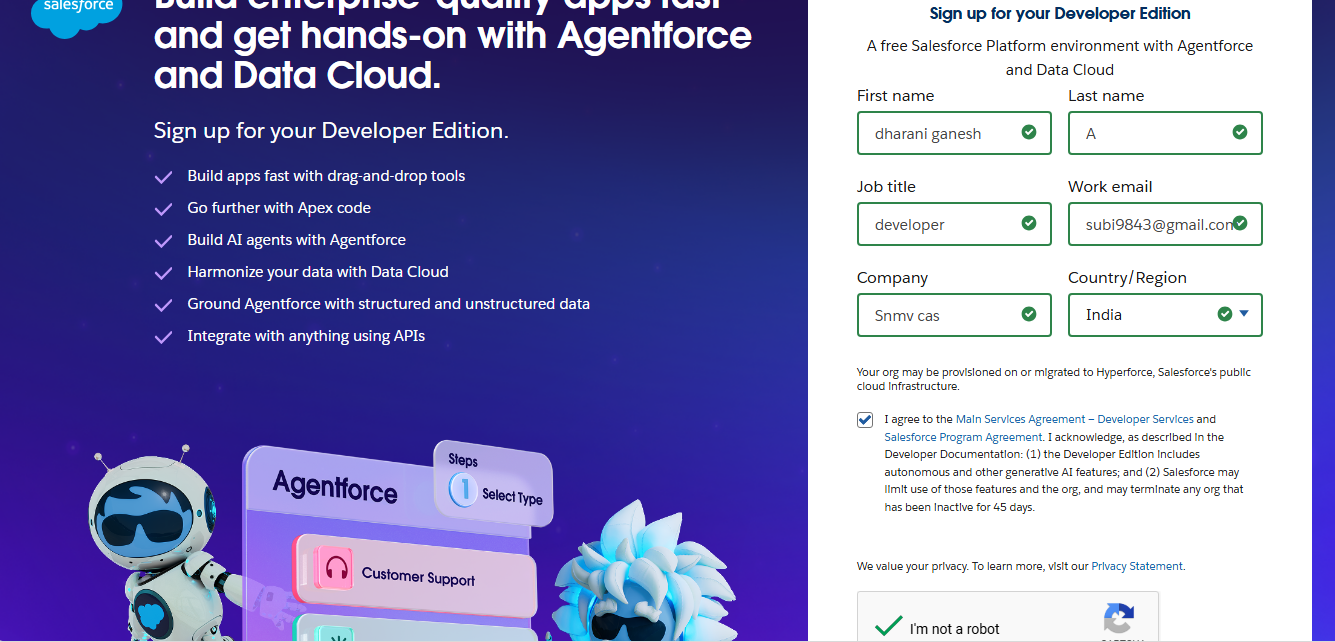 salesforce
Build enterprise-quality apps fast
and get hands-on with Agentforce
and Data Cloud.
Sign up for your Developer Edition.
Build apps fast with drag-and-drop tools
Go further with Apex code
Build AI agents with Agentforce
Harmonize your data with Data Cloud
Ground Agentforce with structured and unstructured data
Integrate with anything using APIs
Agentforce
Steps
1 Select Type
Customer Support
Sign up for your Developer Edition
A free Salesforce Platform environment with Agentforce
and Data Cloud
First name Last name
dharani ganesh A
Job title Work email
developer subi9843@gmail.com
Company Country/Region
Snmv cas India
Your org may be provisioned on or migrated to Hyperforce, Salesforce's public
cloud infrastructure.
I agree to the Main Services Agreement – Developer Services and
Salesforce Program Agreement. I acknowledge, as described in the
Developer Documentation: (1) the Developer Edition includes
autonomous and other generative AI features; and (2) Salesforce may
limit use of those features and the org, and may terminate any org that
has been inactive for 45 days.
We value your privacy. To learn more, visit our Privacy Statement.
I'm not a robot